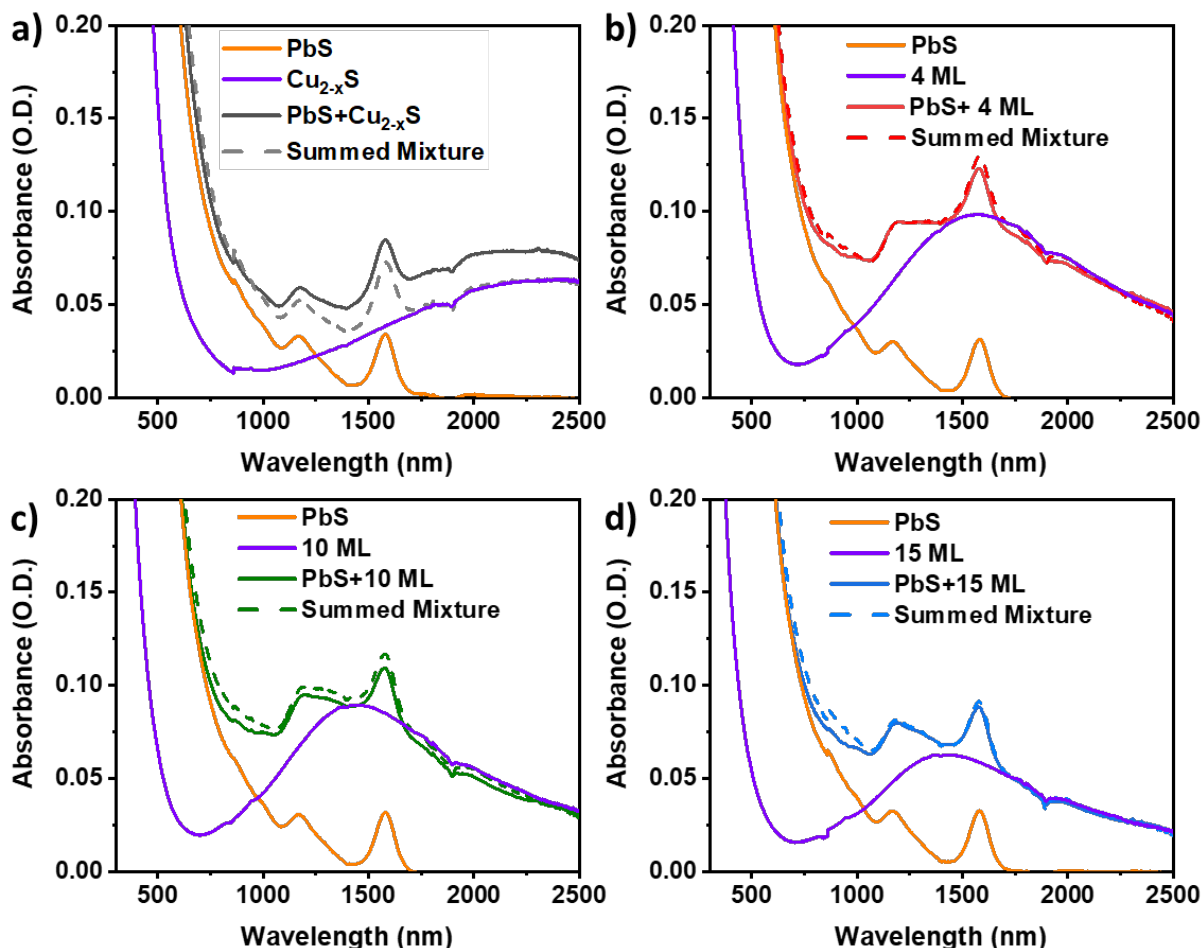 a)
PbS
Cu2-xS
PbS+Cu2-xS
Summed Mixture
Absorbance (O.D.)
0.20
0.15
0.10
0.05
0.00
500 1000 1500 2000 2500
Wavelength (nm)
b)
PbS
4 ML
PbS+ 4 ML
Summed Mixture
Absorbance (O.D.)
0.20
0.15
0.10
0.05
0.00
500 1000 1500 2000 2500
Wavelength (nm)
c)
PbS
10 ML
PbS+10 ML
Summed Mixture
Absorbance (O.D.)
0.20
0.15
0.10
0.05
0.00
500 1000 1500 2000 2500
Wavelength (nm)
d)
PbS
15 ML
PbS+15 ML
Summed Mixture
Absorbance (O.D.)
0.20
0.15
0.10
0.05
0.00
500 1000 1500 2000 2500
Wavelength (nm)